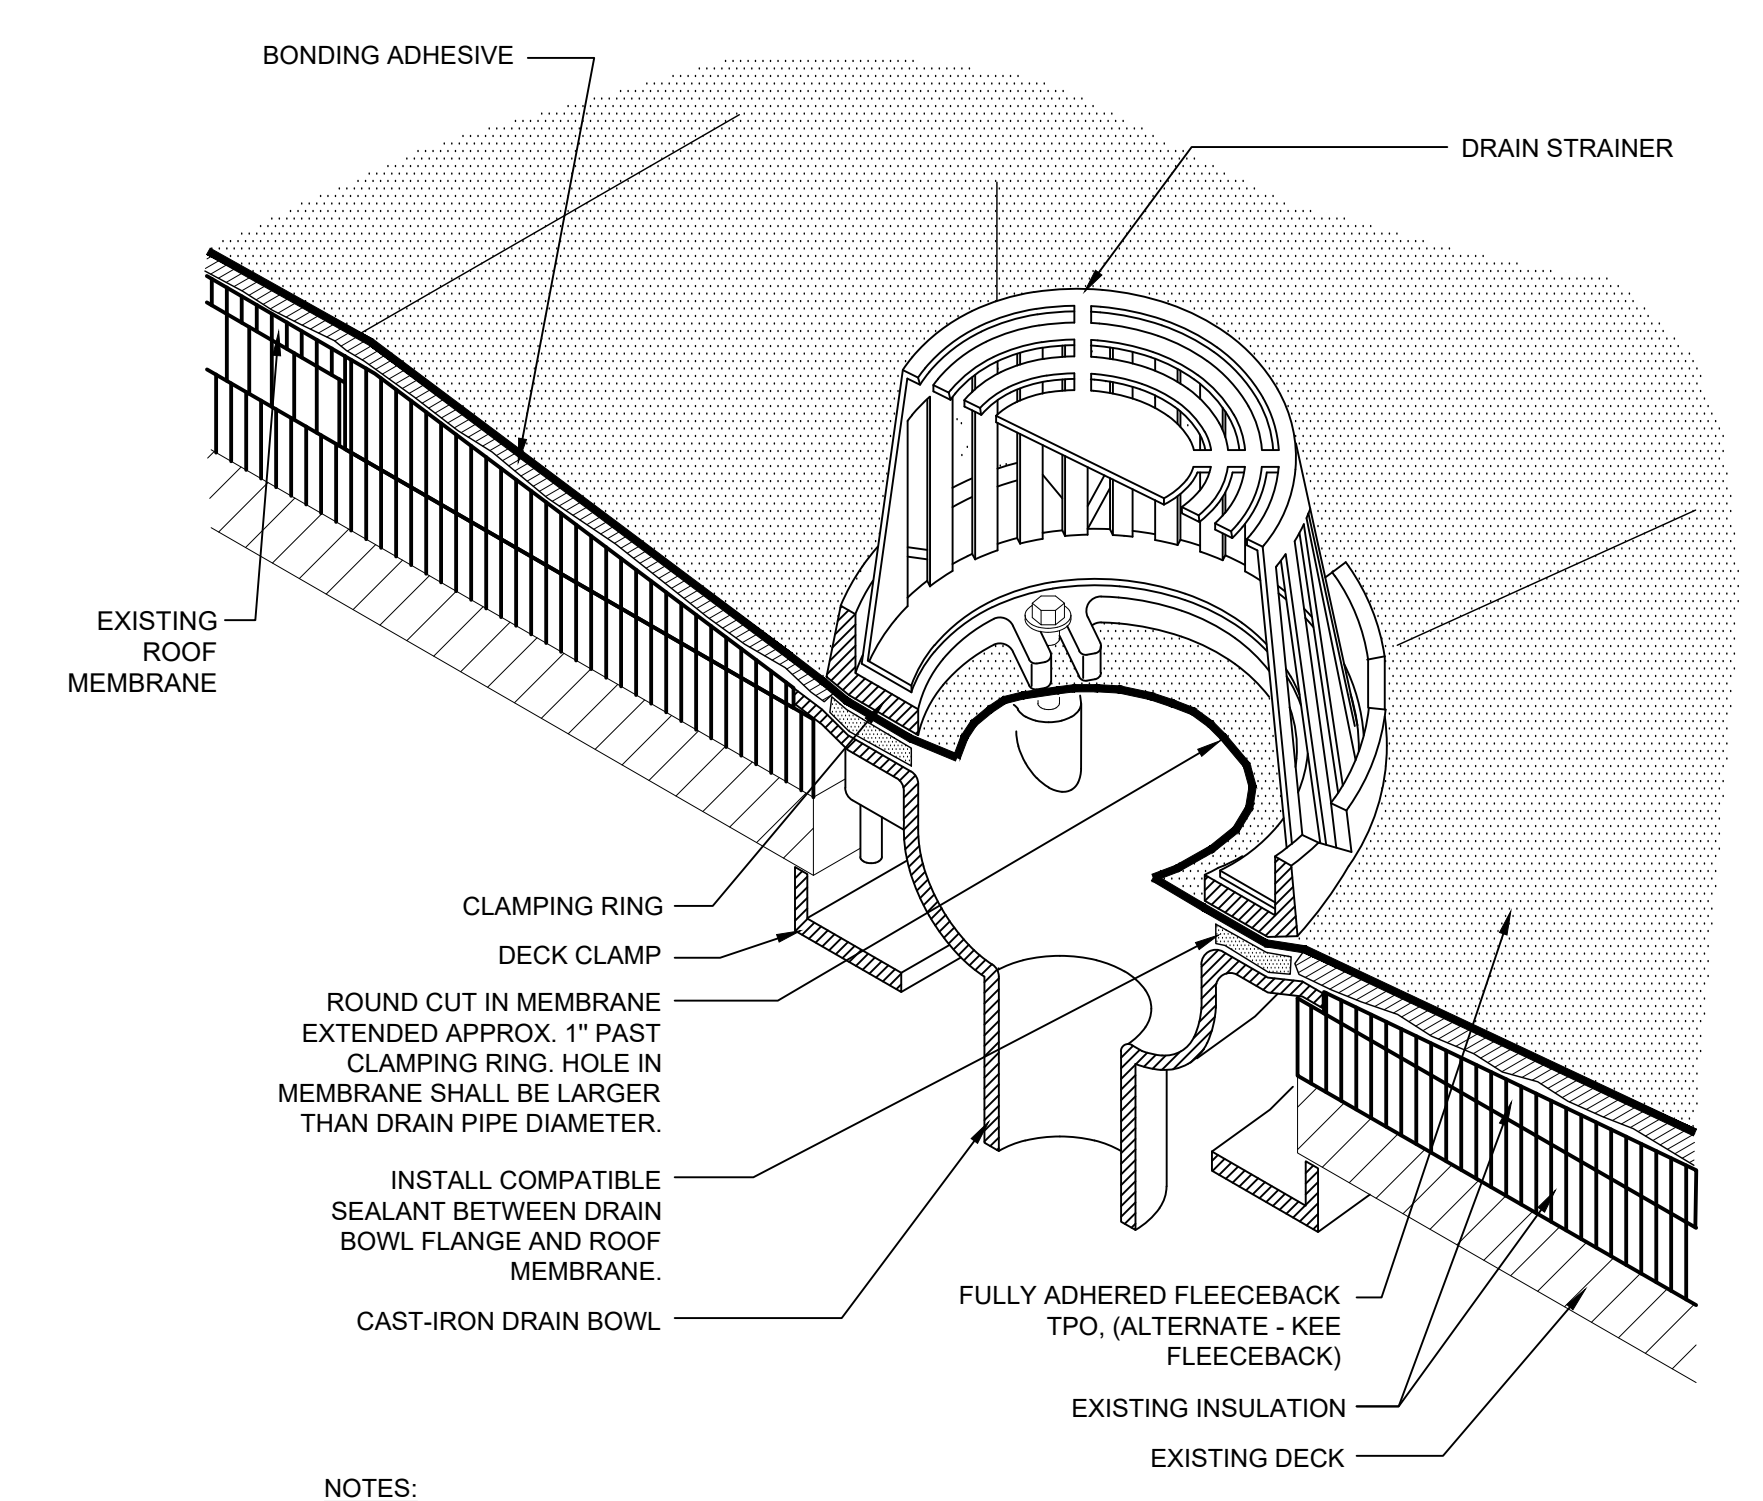 BONDING ADHESIVE
DRAIN STRAINER
EXISTING
ROOF
MEMBRANE
CLAMPING RING
DECK CLAMP
ROUND CUT IN MEMBRANE
EXTENDED APPROX. 1" PAST
CLAMPING RING. HOLE IN
MEMBRANE SHALL BE LARGER
THAN DRAIN PIPE DIAMETER.
INSTALL COMPATIBLE
SEALANT BETWEEN DRAIN
BOWL FLANGE AND ROOF
MEMBRANE.
CAST-IRON DRAIN BOWL
FULLY ADHERED FLEECEBACK
TPO, (ALTERNATE - KEE
FLEECEBACK)
EXISTING INSULATION
EXISTING DECK
NOTES: